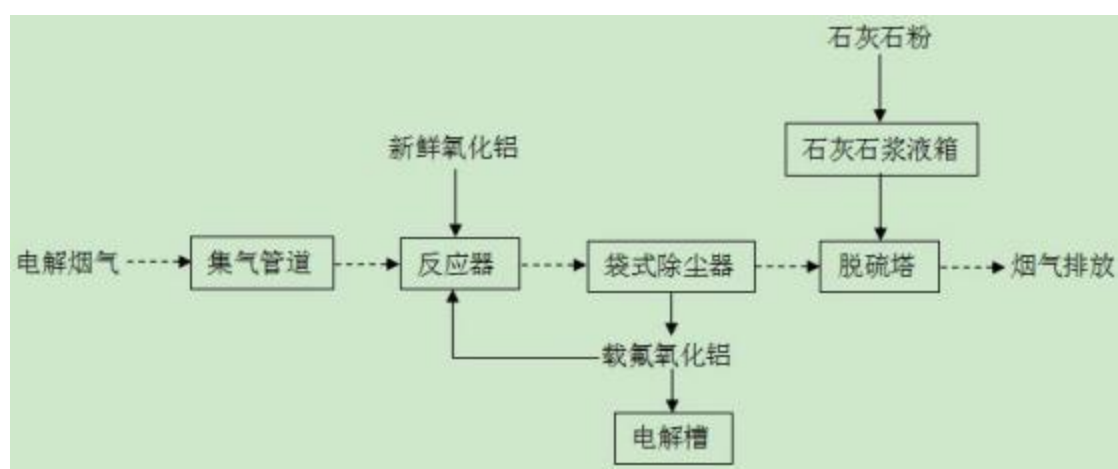 石灰石粉
石灰石浆液箱
新鲜氧化铝
电解烟气
集气管道
反应器
袋式除尘器
脱硫塔
烟气排放
载氟氧化铝
电解槽